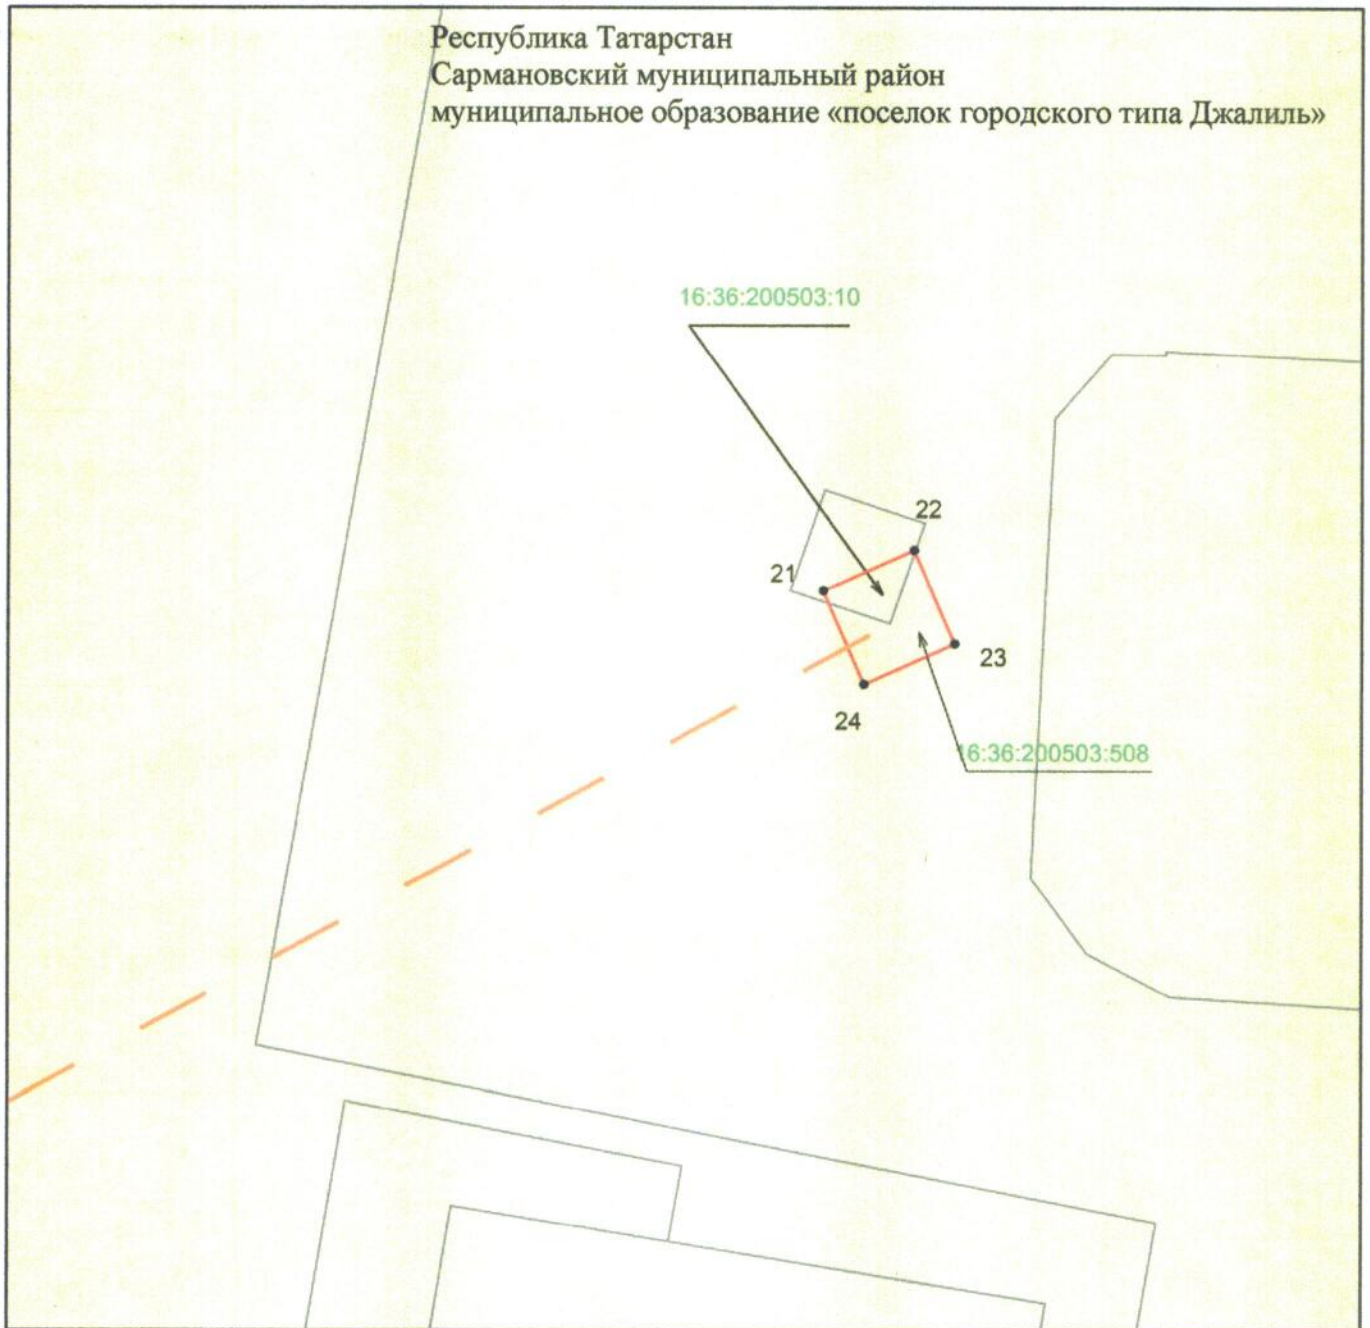 Республика Татарстан
Сармановский муниципальный район
муниципальное образование «поселок городского типа Джалиль»
16:36:200503:10
22
21
23
24
16:36:200503:508